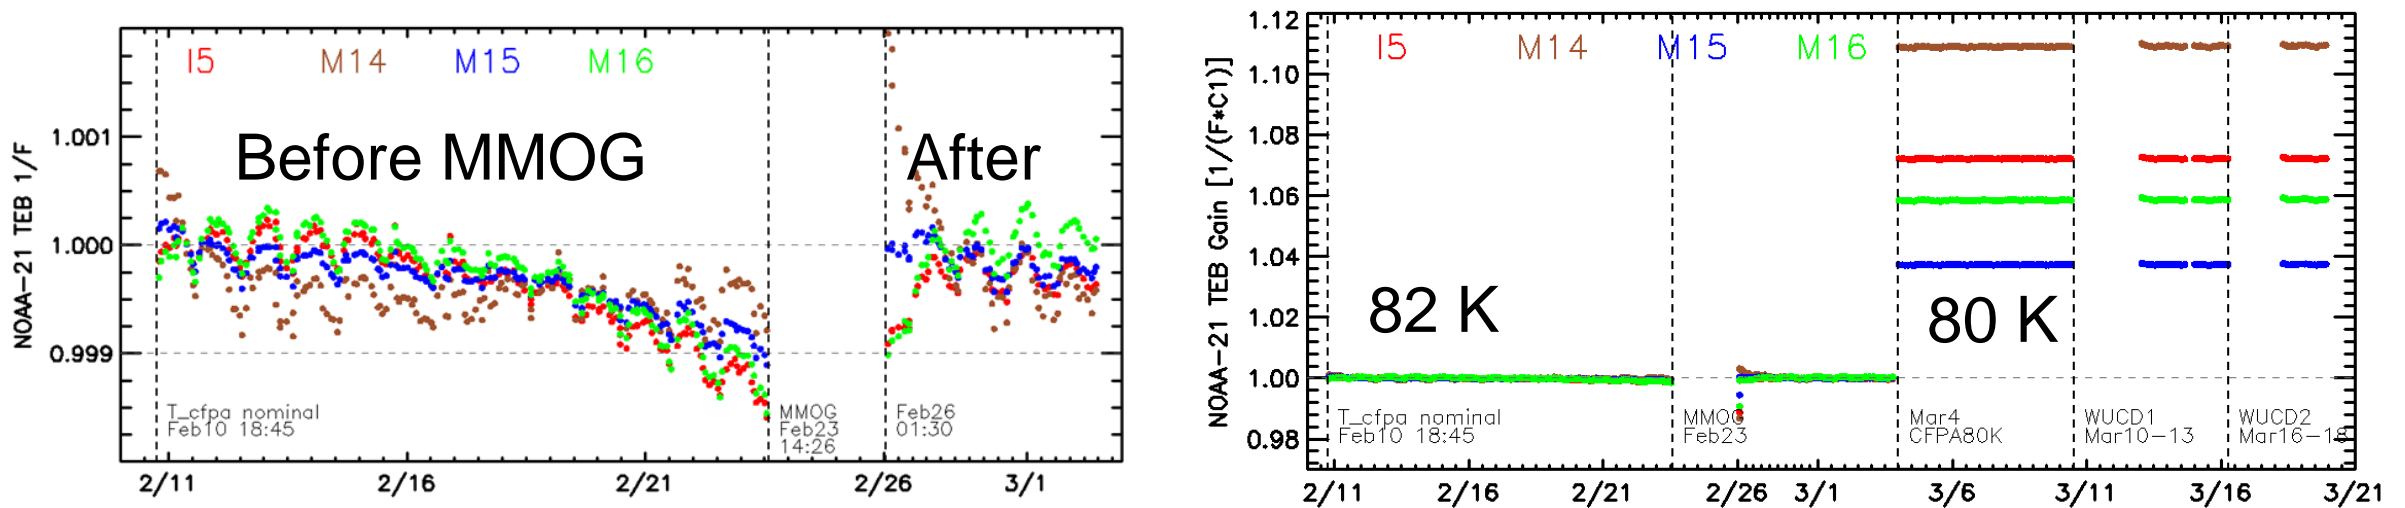 I5 M14 M15 M16
Before MMOG After
NOAA-21 TEB 1/F
1.001
1.000
0.999
T_cfpa nominal
Feb10 18:45
MMOG
Feb23
14:26
Feb26
01:30
2/11 2/16 2/21 2/26 3/1
I5 M14 M15 M16
NOAA-21 TEB Gain [1/(F*C1)]
1.12
1.10
1.08
1.06
1.04
1.02
1.00
0.98
82 K 80 K
T_cfpa nominal
Feb10 18:45
MMOG
Feb23
Mar4
CFPA80K
WUCD1
Mar10-13
WUCD2
Mar16-18
2/11 2/16 2/21 2/26 3/1 3/6 3/11 3/16 3/21